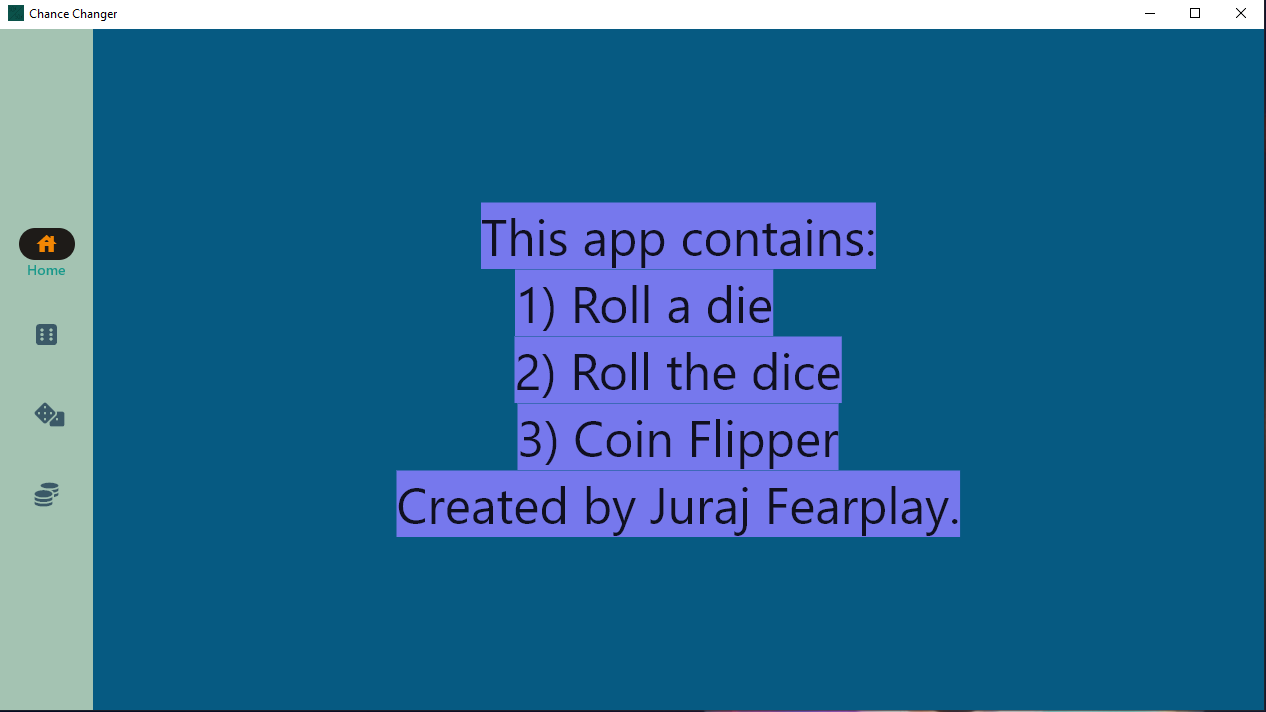 Chance Changer
Home
This app contains:
1) Roll a die
2) Roll the dice
3) Coin Flipper
Created by Juraj Fearplay.